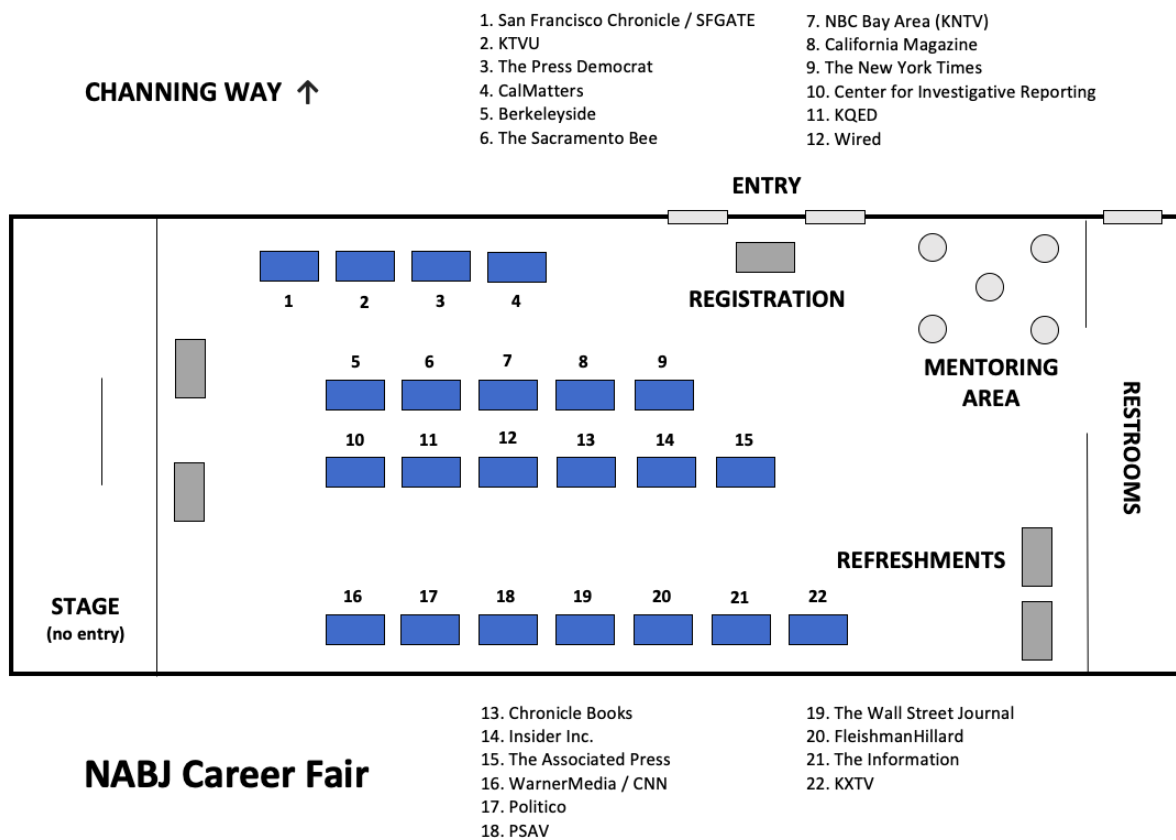 1. San Francisco Chronicle / SFGATE
2. KTVU
3. The Press Democrat
4. CalMatters
5. Berkeleyside
6. The Sacramento Bee
7. NBC Bay Area (KNTV)
8. California Magazine
9. The New York Times
10. Center for Investigative Reporting
11. KQED
12. Wired
CHANNING WAY ↑
ENTRY
1 2 3 4
REGISTRATION
5 6 7 8 9
MENTORING
AREA
RESTROOMS
10 11 12 13 14 15
REFRESHMENTS
16 17 18 19 20 21 22
STAGE
(no entry)
13. Chronicle Books
14. Insider Inc.
15. The Associated Press
16. WarnerMedia / CNN
17. Politico
18. PSAV
19. The Wall Street Journal
20. FleishmanHillard
21. The Information
22. KXTV
NABJ Career Fair